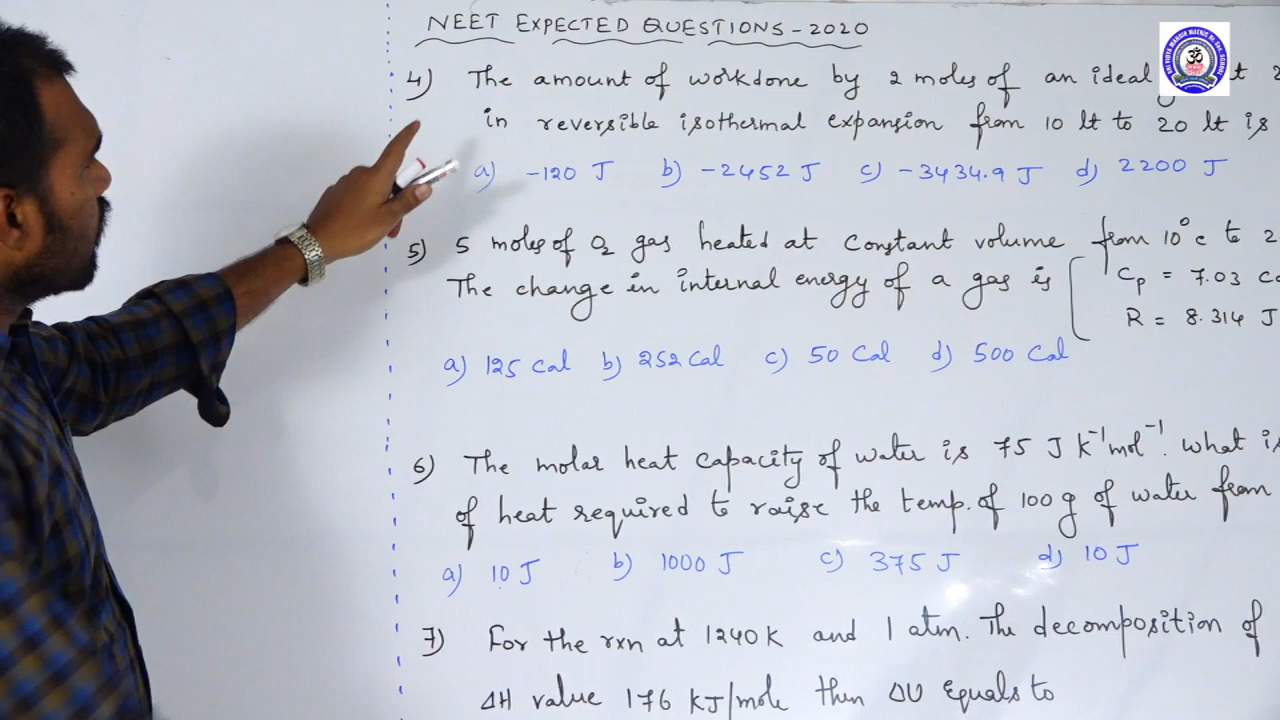 NEET EXPECTED QUESTIONS - 2020
4) The amount of workdone by 2 moles of an ideal t 2
in reversible isothermal expansion from 10 lt to 20 lt is
a) -120 J b) -2452 J c) -3434.9 J d) 2200 J
5) 5 moles of O₂ gas heated at constant volume from 10°c to 2
The change in internal energy of a gas is [ Cp = 7.03 Ca
R = 8.314 J
a) 125 Cal b) 252 Cal c) 50 Cal d) 500 Cal
6) The molar heat capacity of water is 75 J K⁻¹mol⁻¹. what is
of heat required to raise the temp. of 100 g of water from
a) 10 J b) 1000 J c) 375 J d) 10 J
7) For the rxn at 1240 K and 1 atm. The decomposition of
ΔH value 176 KJ/mole then ΔU equals to